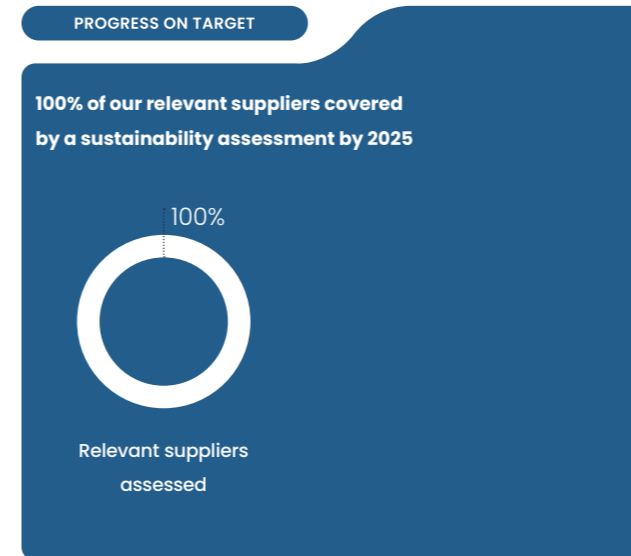 PROGRESS ON TARGET
100% of our relevant suppliers covered
by a sustainability assessment by 2025
100%
Relevant suppliers
assessed